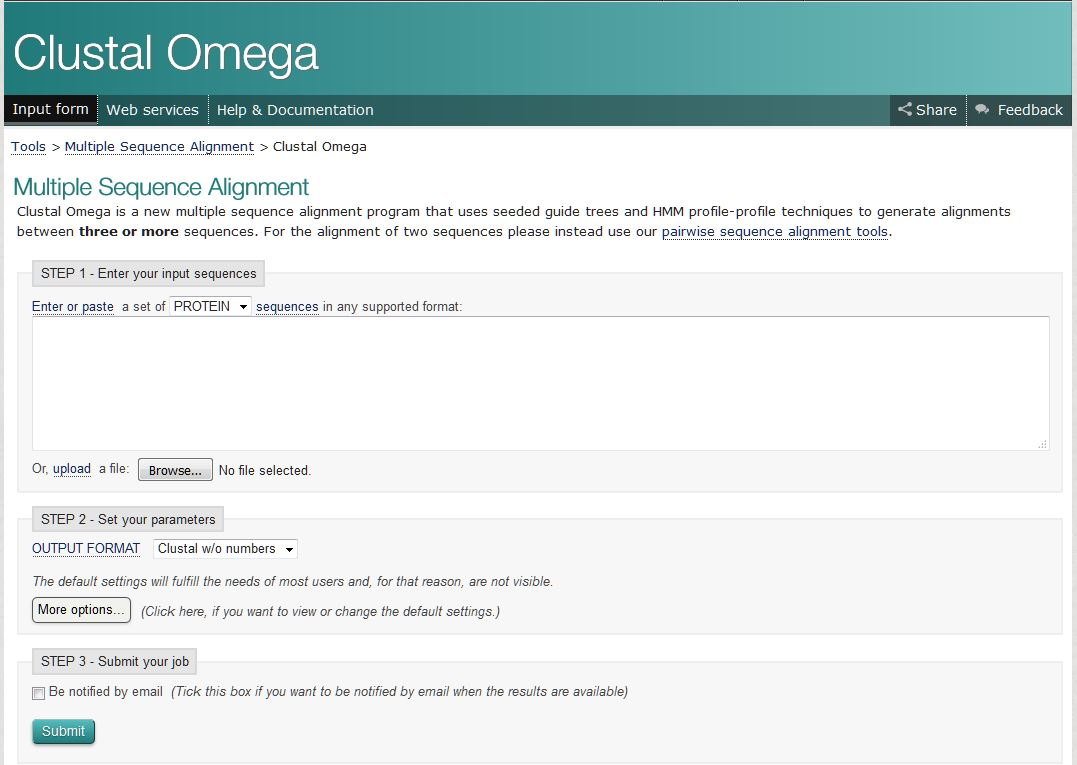 Clustal Omega
Input form Web services Help & Documentation Share Feedback
Tools > Multiple Sequence Alignment > Clustal Omega
Multiple Sequence Alignment
Clustal Omega is a new multiple sequence alignment program that uses seeded guide trees and HMM profile-profile techniques to generate alignments
between three or more sequences. For the alignment of two sequences please instead use our pairwise sequence alignment tools.
STEP 1 - Enter your input sequences
Enter or paste a set of PROTEIN sequences in any supported format:
Or, upload a file: Browse... No file selected.
STEP 2 - Set your parameters
OUTPUT FORMAT Clustal w/o numbers
The default settings will fulfill the needs of most users and, for that reason, are not visible.
More options... (Click here, if you want to view or change the default settings.)
STEP 3 - Submit your job
Be notified by email (Tick this box if you want to be notified by email when the results are available)
Submit